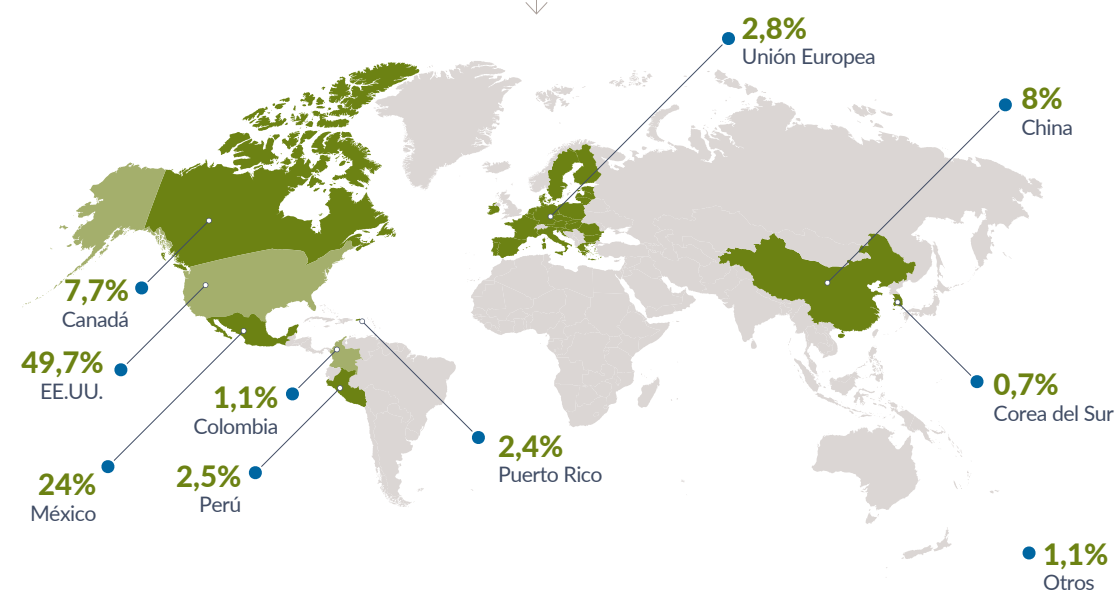 2,8%
Unión Europea
8%
China
7,7%
Canadá
49,7%
EE.UU.
1,1%
Colombia
24%
México
2,5%
Perú
2,4%
Puerto Rico
0,7%
Corea del Sur
1,1%
Otros